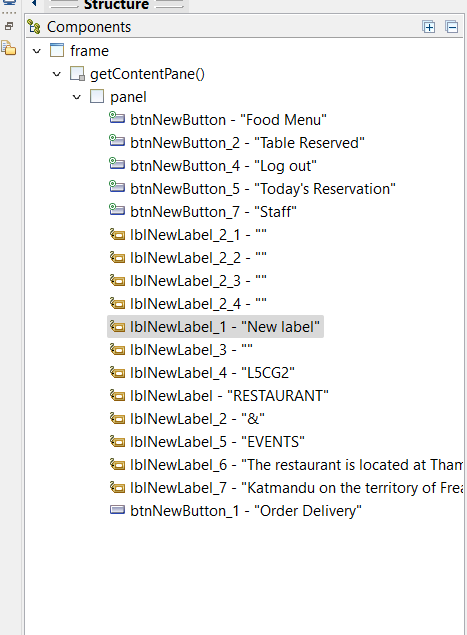 Structure
Components
frame
getContentPane()
panel
btnNewButton - "Food Menu"
btnNewButton_2 - "Table Reserved"
btnNewButton_4 - "Log out"
btnNewButton_5 - "Today's Reservation"
btnNewButton_7 - "Staff"
lblNewLabel_2_1 - ""
lblNewLabel_2_2 - ""
lblNewLabel_2_3 - ""
lblNewLabel_2_4 - ""
lblNewLabel_1 - "New label"
lblNewLabel_3 - ""
lblNewLabel_4 - "L5CG2"
lblNewLabel - "RESTAURANT"
lblNewLabel_2 - "&"
lblNewLabel_5 - "EVENTS"
lblNewLabel_6 - "The restaurant is located at Tham
lblNewLabel_7 - "Katmandu on the territory of Frea
btnNewButton_1 - "Order Delivery"